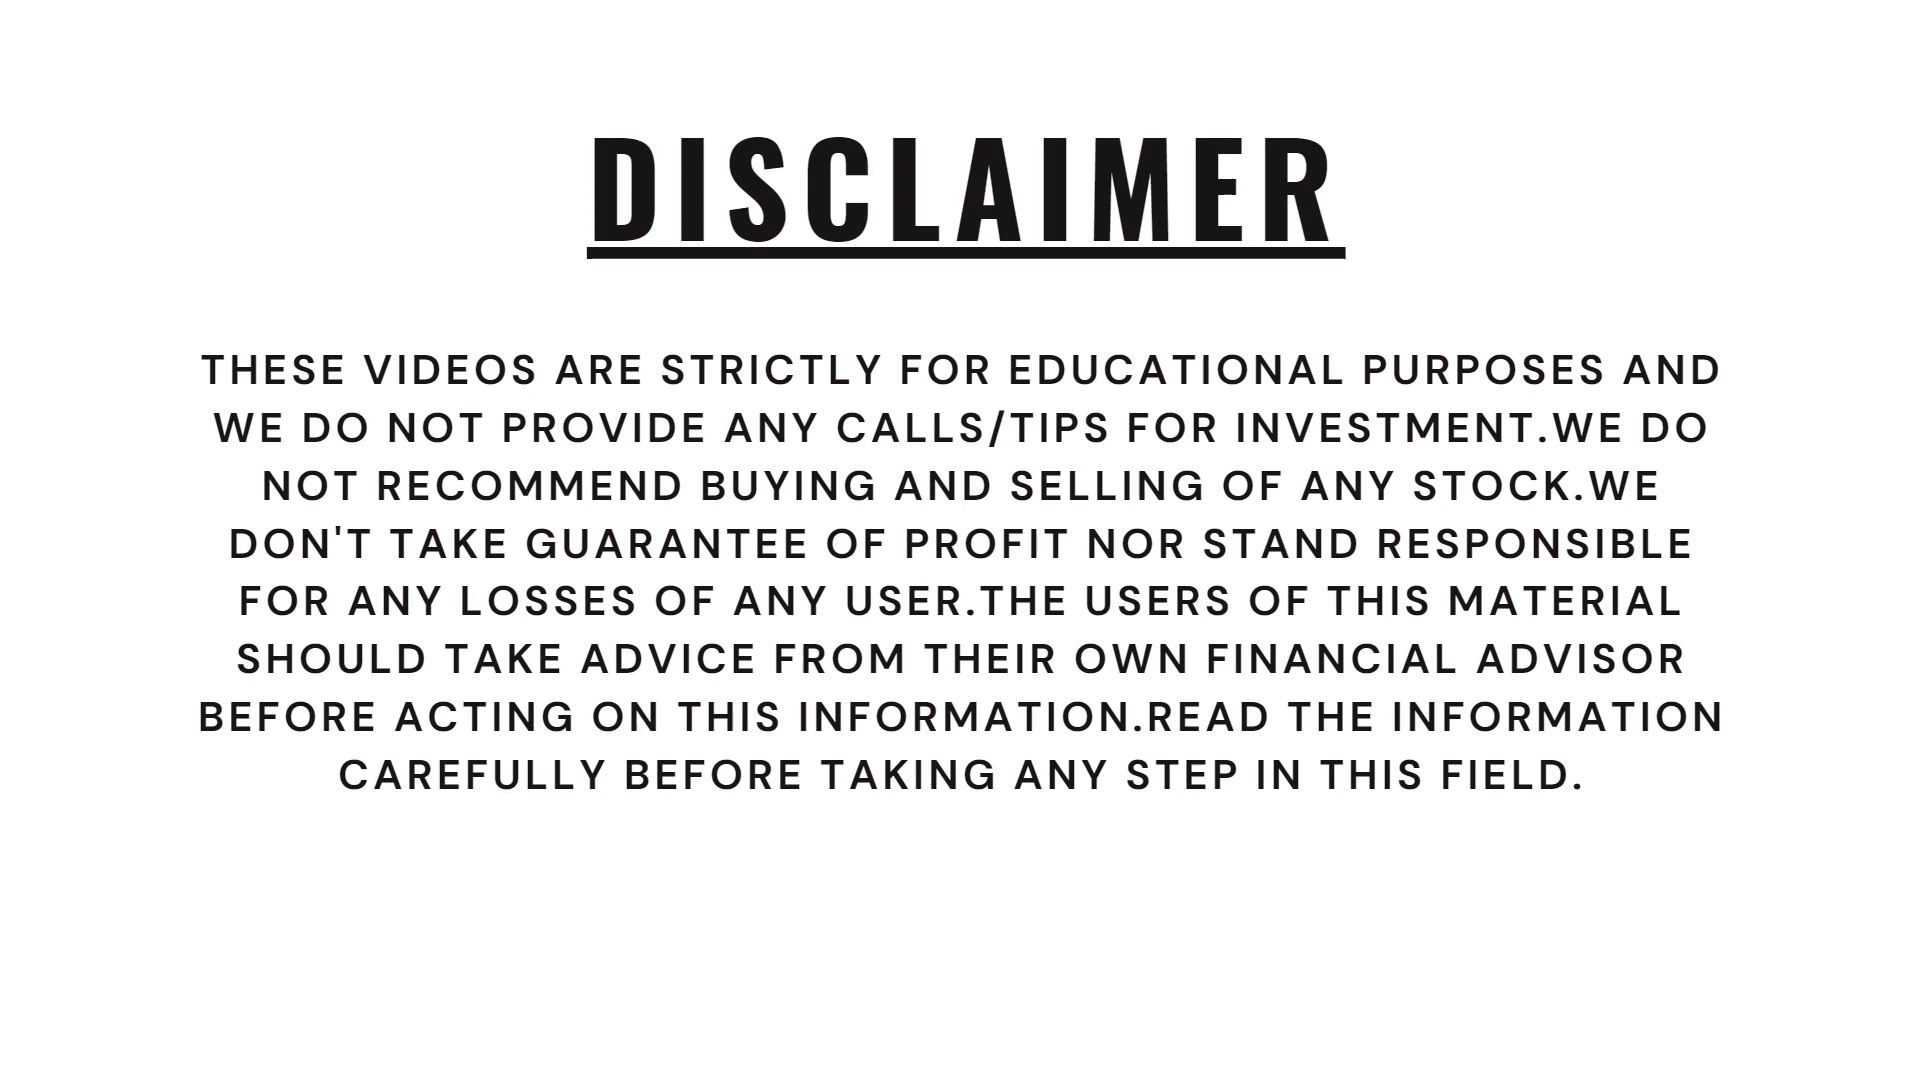 DISCLAIMER
THESE VIDEOS ARE STRICTLY FOR EDUCATIONAL PURPOSES AND
WE DO NOT PROVIDE ANY CALLS/TIPS FOR INVESTMENT.WE DO
NOT RECOMMEND BUYING AND SELLING OF ANY STOCK.WE
DON'T TAKE GUARANTEE OF PROFIT NOR STAND RESPONSIBLE
FOR ANY LOSSES OF ANY USER.THE USERS OF THIS MATERIAL
SHOULD TAKE ADVICE FROM THEIR OWN FINANCIAL ADVISOR
BEFORE ACTING ON THIS INFORMATION.READ THE INFORMATION
CAREFULLY BEFORE TAKING ANY STEP IN THIS FIELD.